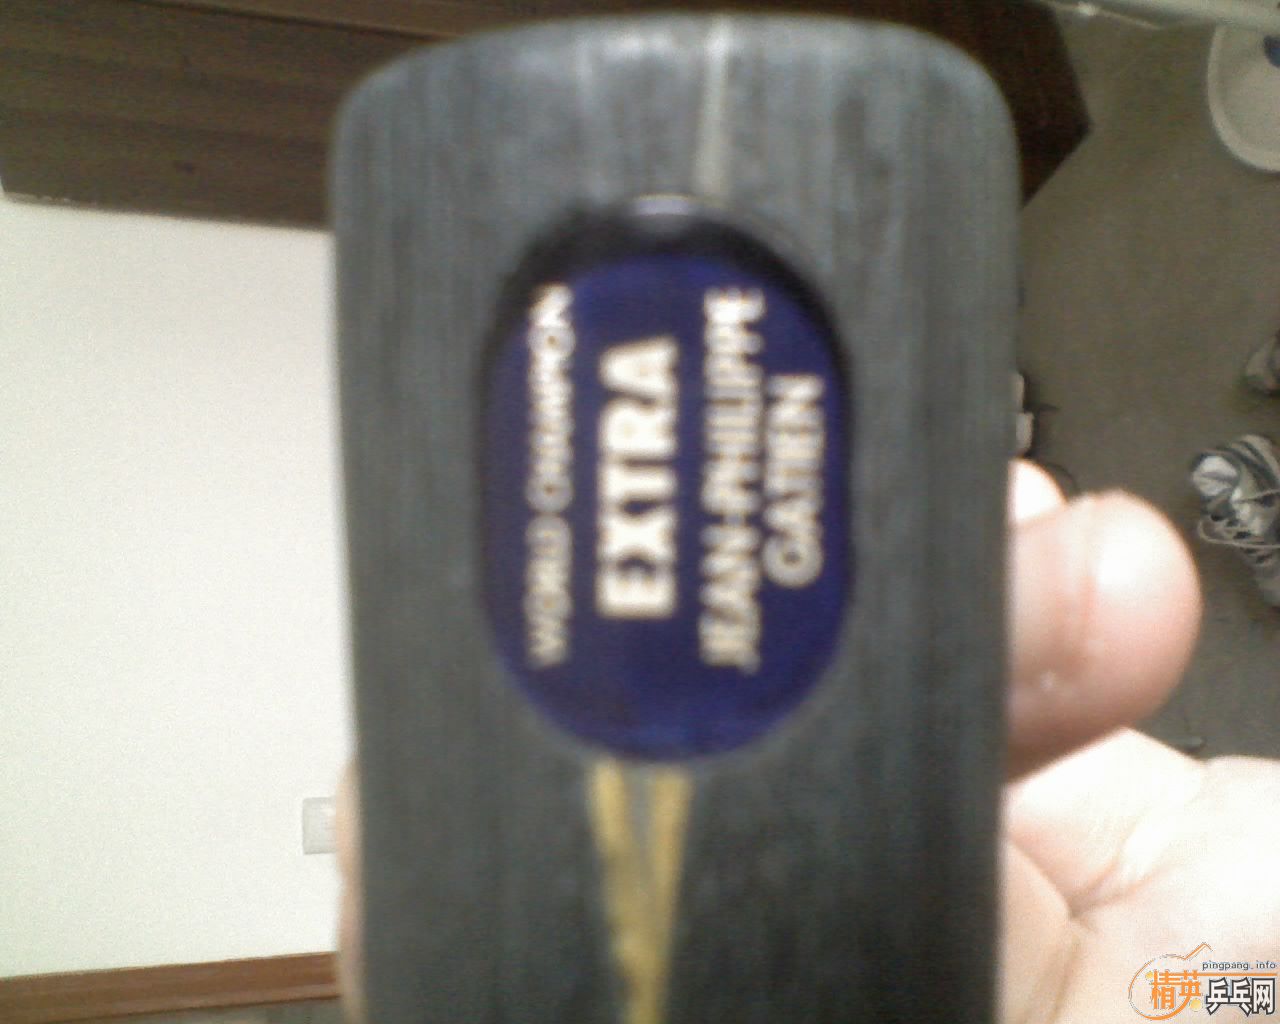 WORLD CHAMPION
EXTRA
JEAN-PHILIPPE
GATIEN
pingpang.info
精英乒乓网